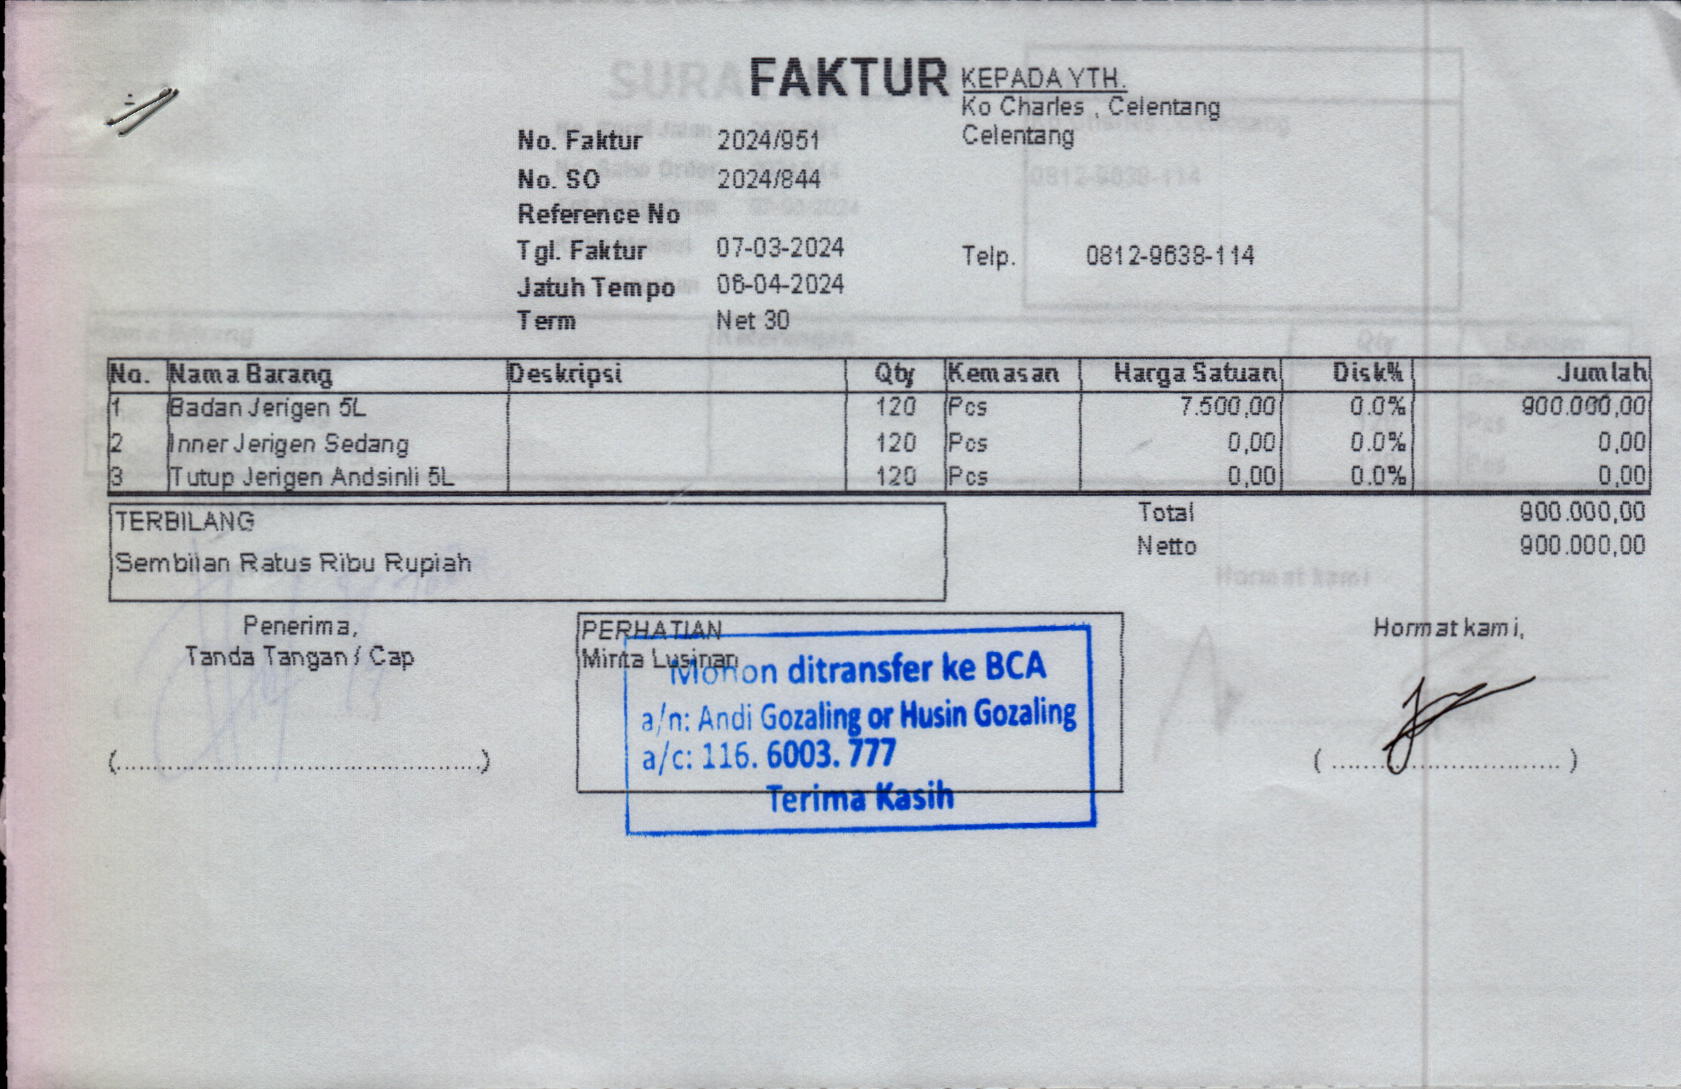 FAKTUR
KEPADA YTH.
Ko Charles , Celentang
Celentang
No. Faktur 2024/951
No. SO 2024/844
Reference No
Tgl. Faktur 07-03-2024
Telp. 0812-9638-114
Jatuh Tempo 06-04-2024
Term Net 30
No. Nama Barang Deskripsi Qty Kemasan Harga Satuan Disk% Jumlah
1 Badan Jerigen 5L 120 Pcs 7.500,00 0.0% 900.000,00
2 Inner Jerigen Sedang 120 Pcs 0,00 0.0% 0,00
3 Tutup Jerigen Andsinli 5L 120 Pcs 0,00 0.0% 0,00
TERBILANG
Sembilan Ratus Ribu Rupiah
Total 900.000,00
Netto 900.000,00
Penerima,
Tanda Tangan / Cap
PERHATIAN
Minta Lusinan
Mohon ditransfer ke BCA
a/n: Andi Gozaling or Husin Gozaling
a/c: 116. 6003. 777
Terima Kasih
Hormat kami,